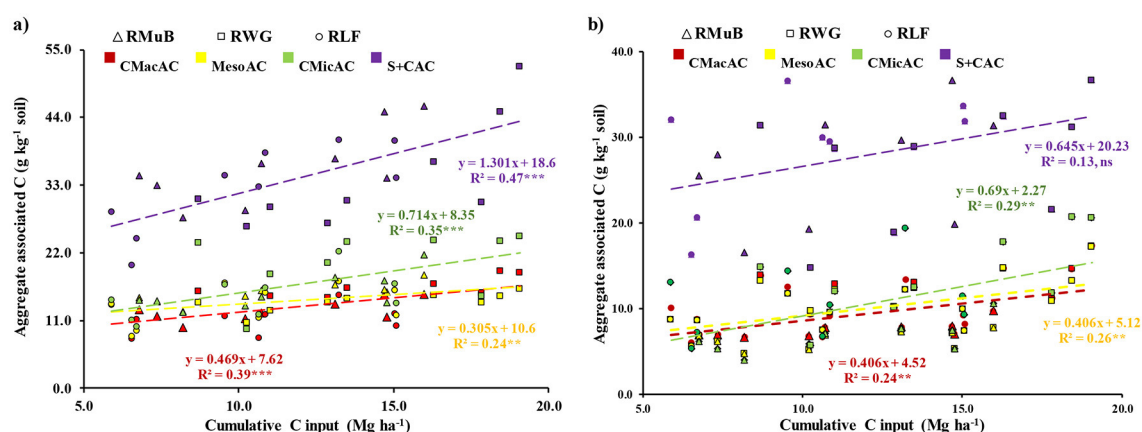 a)
△ RMuB □ RWG ○ RLF
CMacAC MesoAC CMicAC S+CAC
Aggregate associated C (g kg⁻¹ soil)
55.0
44.0
33.0
22.0
11.0
0.0
y = 1.301x + 18.6
R² = 0.47***
y = 0.714x + 8.35
R² = 0.35***
y = 0.305x + 10.6
R² = 0.24**
y = 0.469x + 7.62
R² = 0.39***
5.0 10.0 15.0 20.0
Cumulative C input (Mg ha⁻¹)
b)
△ RMuB □ RWG ○ RLF
CMacAC MesoAC CMicAC S+CAC
Aggregate associated C (g kg⁻¹ soil)
40.0
30.0
20.0
10.0
0.0
y = 0.645x + 20.23
R² = 0.13, ns
y = 0.69x + 2.27
R² = 0.29**
y = 0.406x + 5.12
R² = 0.26**
y = 0.406x + 4.52
R² = 0.24**
5.0 10.0 15.0 20.0
Cumulative C input (Mg ha⁻¹)